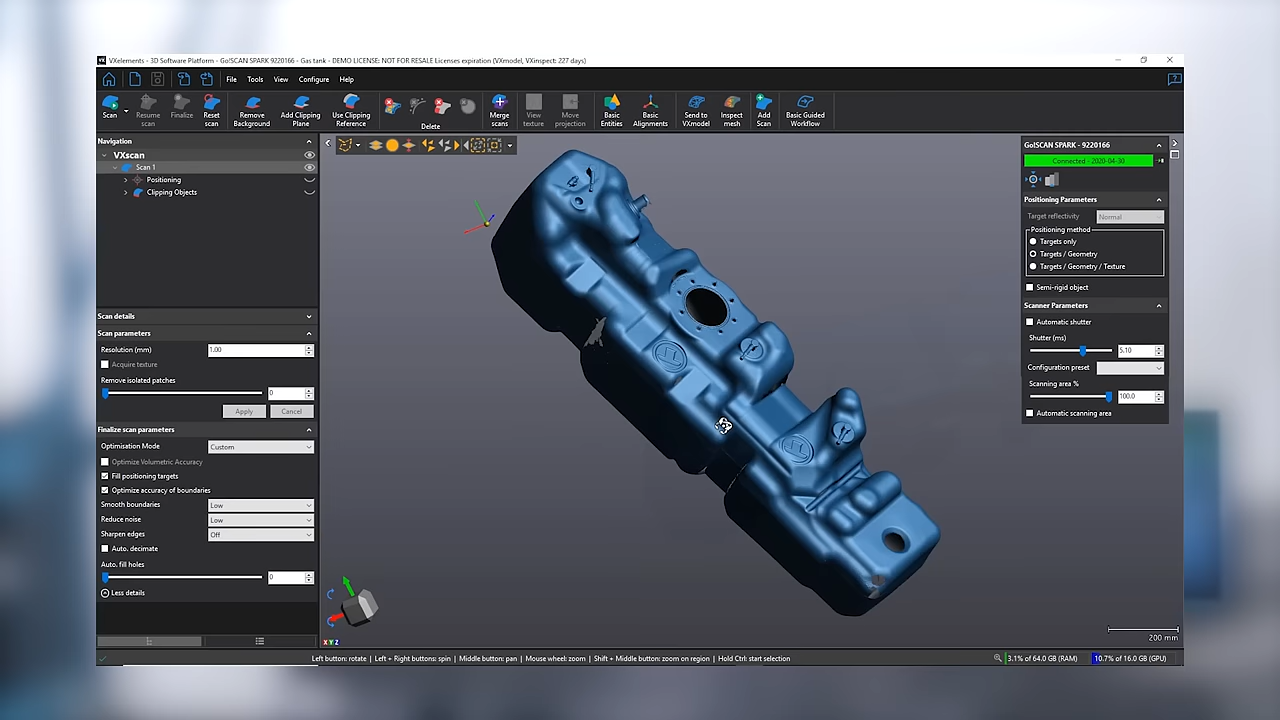 VXelements - 3D Software Platform - Go!SCAN SPARK 9220166 - Gas tank - DEMO LICENSE: NOT FOR RESALE Licenses expiration (VXmodel, VXinspect: 227 days)
File Tools View Configure Help
Scan
Resume scan
Finalize
Reset scan
Remove Background
Add Clipping Plane
Use Clipping Reference
Delete
Merge scans
View texture
Move projection
Basic Entities
Basic Alignments
Send to VXmodel
Inspect mesh
Add Scan
Basic Guided Workflow
Navigation
VXscan
Scan 1
Positioning
Clipping Objects
Scan details
Scan parameters
Resolution (mm) 1.00
Acquire texture
Remove isolated patches
0
Apply Cancel
Finalize scan parameters
Optimisation Mode Custom
Optimize Volumetric Accuracy
Fill positioning targets
Optimize accuracy of boundaries
Smooth boundaries Low
Reduce noise Low
Sharpen edges Off
Auto. decimate
Auto. fill holes
0
Less details
X Y Z
Go!SCAN SPARK - 9220166
Connected - 2020-04-30
Positioning Parameters
Target reflectivity Normal
Positioning method
Targets only
Targets / Geometry
Targets / Geometry / Texture
Semi-rigid object
Scanner Parameters
Automatic shutter
Shutter (ms)
5.10
Configuration preset
Scanning area %
100.0
Automatic scanning area
200 mm
Left button: rotate | Left + Right buttons: spin | Middle button: pan | Mouse wheel: zoom | Shift + Middle button: zoom on region | Hold Ctrl: start selection
3.1% of 64.0 GB (RAM) 10.7% of 16.0 GB (GPU)